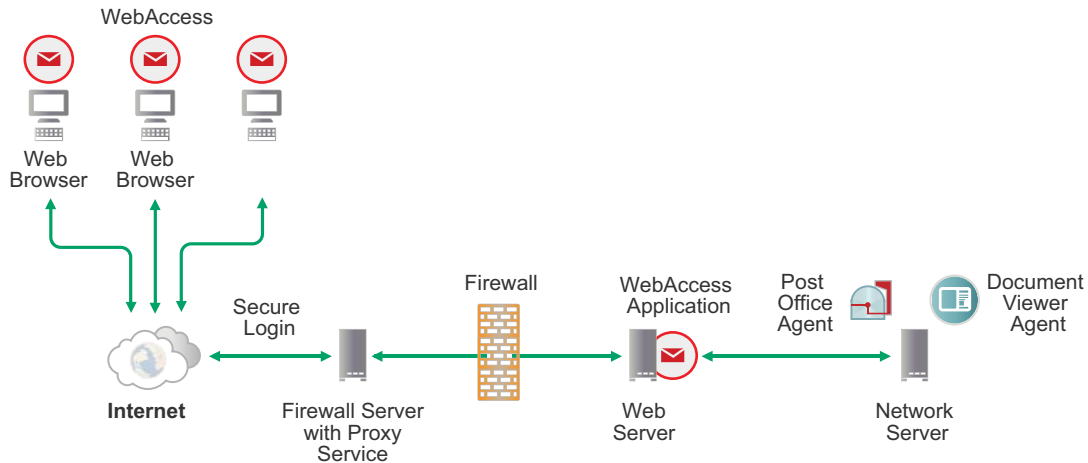 WebAccess
Web
Browser
Web
Browser
Secure
Login
Firewall
WebAccess
Application
Post
Office
Agent
Document
Viewer
Agent
Internet
Firewall Server
with Proxy
Service
Web
Server
Network
Server